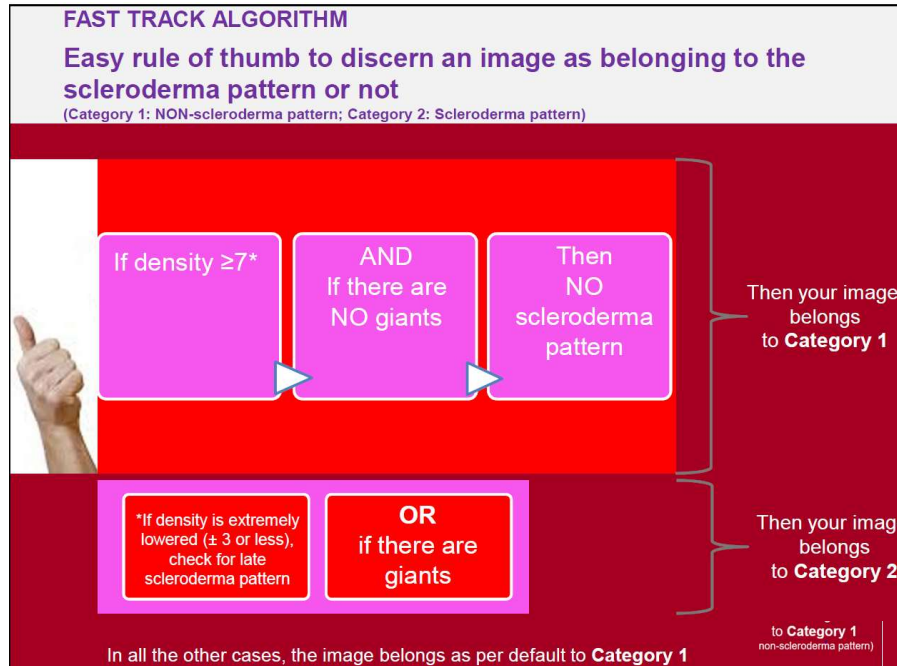 FAST TRACK ALGORITHM
Easy rule of thumb to discern an image as belonging to the
scleroderma pattern or not
(Category 1: NON-scleroderma pattern; Category 2: Scleroderma pattern)
If density ≥7*
AND
If there are
NO giants
Then
NO
scleroderma
pattern
Then your image
belongs
to Category 1
*If density is extremely
lowered (± 3 or less),
check for late
scleroderma pattern
OR
if there are
giants
Then your imag
belongs
to Category 2
In all the other cases, the image belongs as per default to Category 1
to Category 1
non-scleroderma pattern)